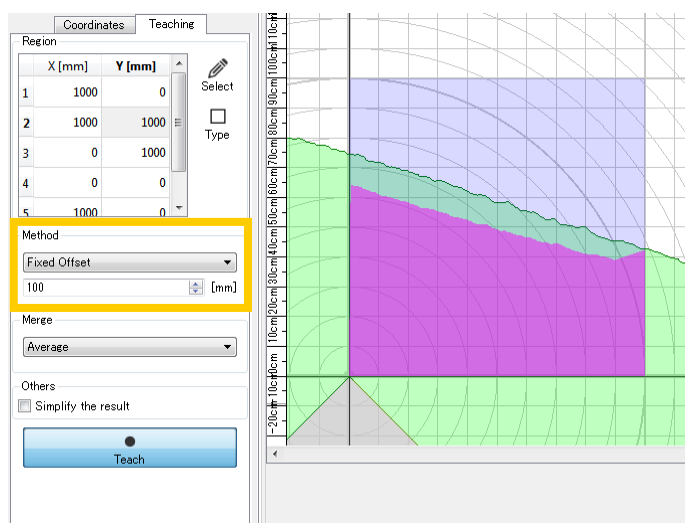 Coordinates Teaching
Region
X [mm] Y [mm]
Select
1 1000 0
2 1000 1000
Type
3 0 1000
4 0 0
5 1000 0
Method
Fixed Offset
100 [mm]
Merge
Average
Others
Simplify the result
Teach
100cm
90cm
80cm
70cm
60cm
50cm
40cm
30cm
20cm
10cm
0cm
-10cm
-20cm